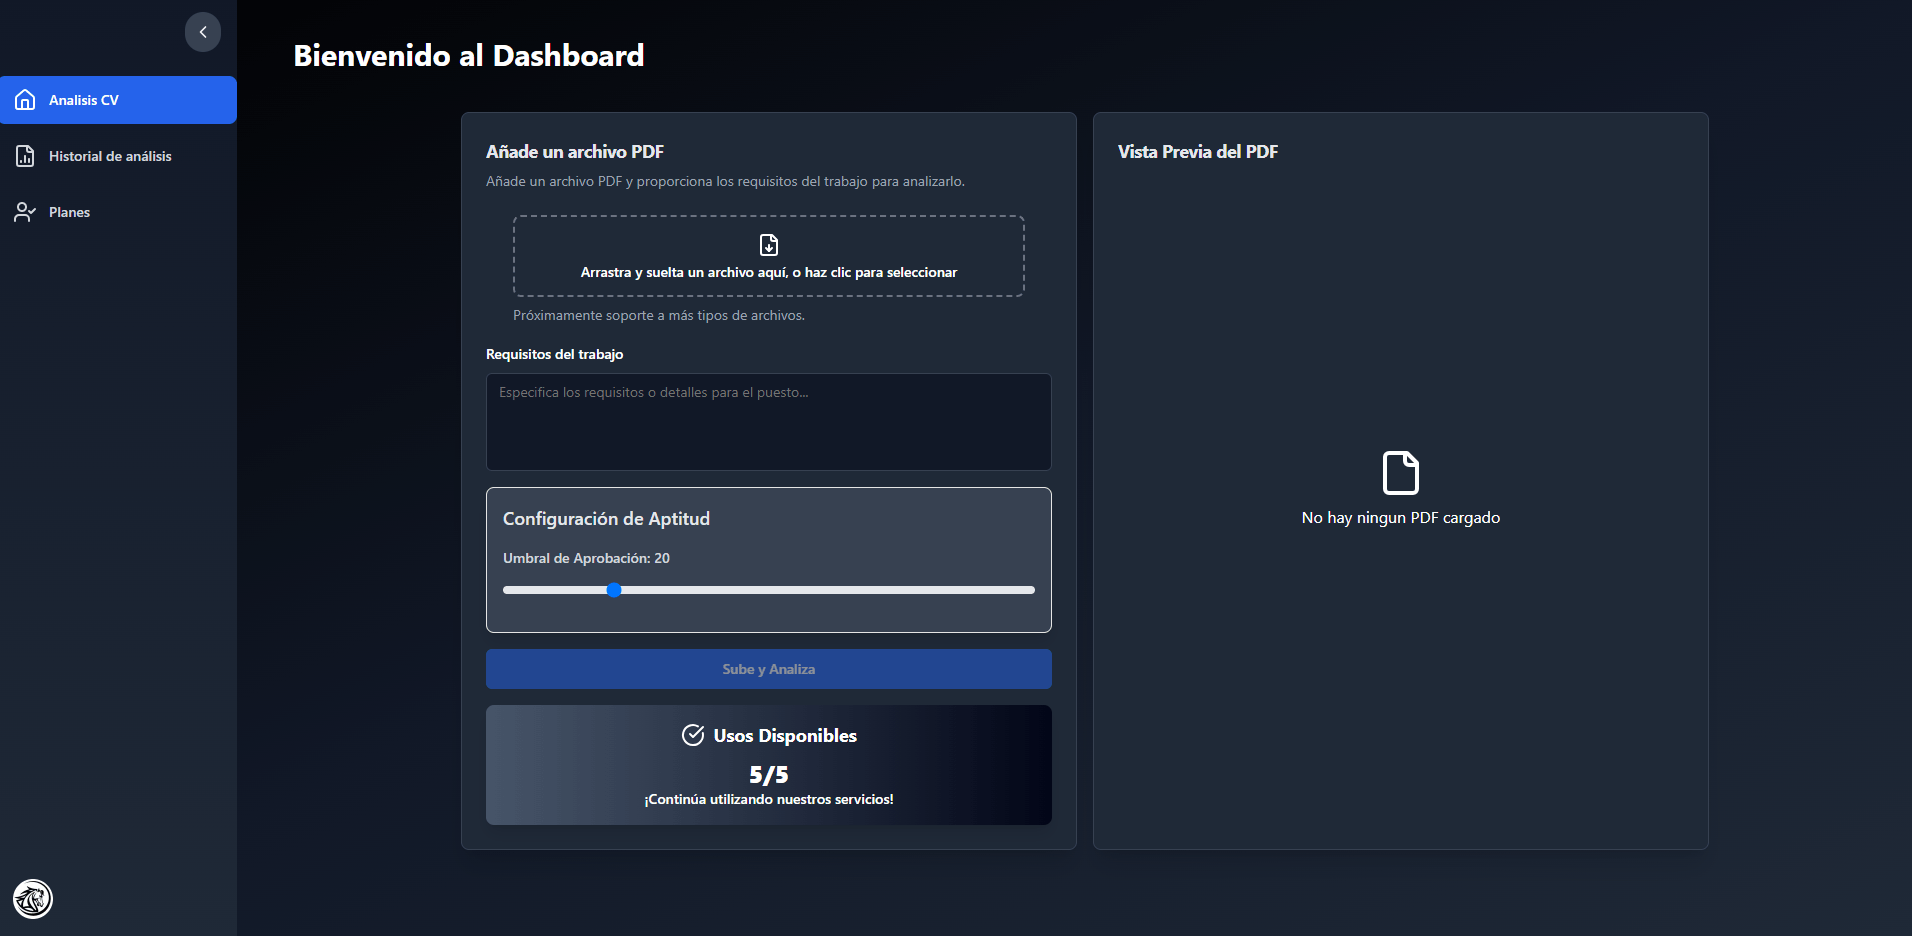 Bienvenido al Dashboard
Analisis CV
Historial de análisis
Planes
Añade un archivo PDF
Añade un archivo PDF y proporciona los requisitos del trabajo para analizarlo.
Arrastra y suelta un archivo aquí, o haz clic para seleccionar
Próximamente soporte a más tipos de archivos.
Requisitos del trabajo
Especifica los requisitos o detalles para el puesto...
Configuración de Aptitud
Umbral de Aprobación: 20
Sube y Analiza
Usos Disponibles
5/5
¡Continúa utilizando nuestros servicios!
Vista Previa del PDF
No hay ningun PDF cargado